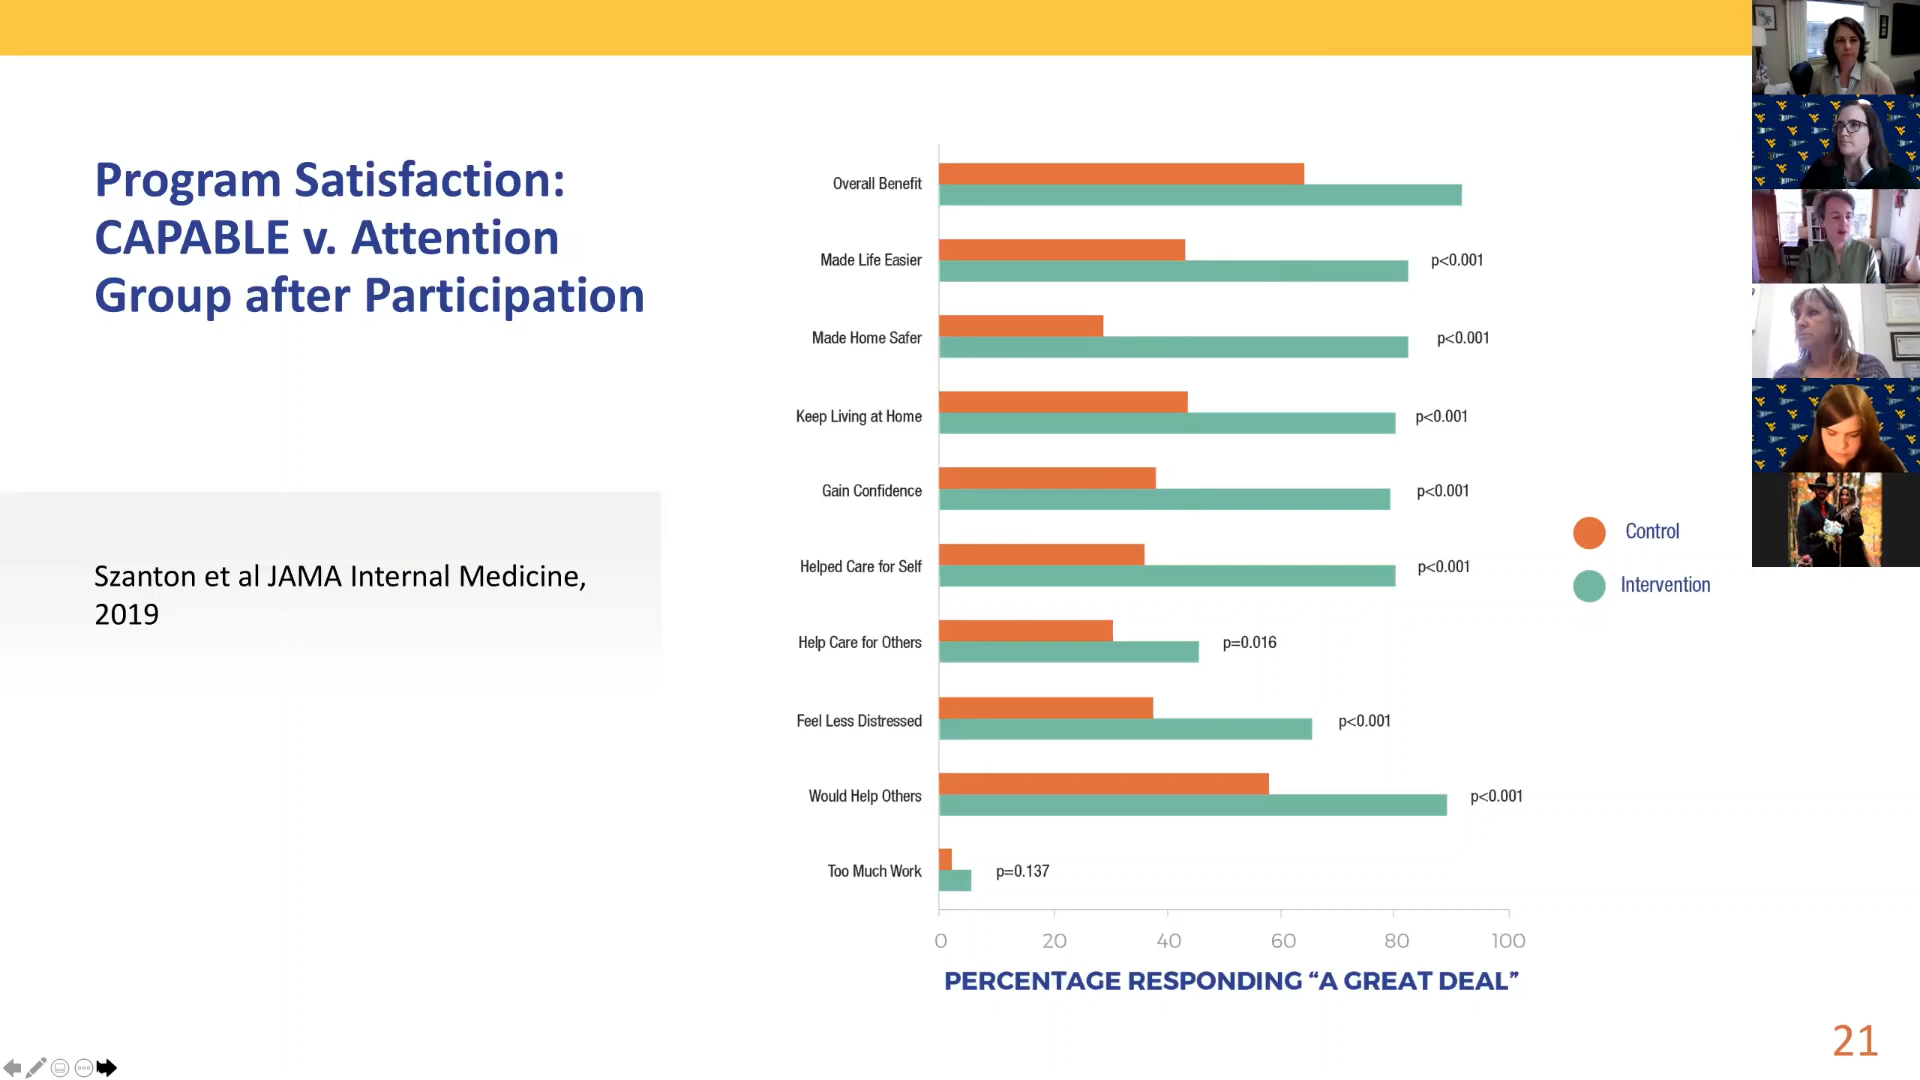 Program Satisfaction:
CAPABLE v. Attention
Group after Participation
Szanton et al JAMA Internal Medicine,
2019
Overall Benefit
Made Life Easier p<0.001
Made Home Safer p<0.001
Keep Living at Home p<0.001
Gain Confidence p<0.001
Helped Care for Self p<0.001
Help Care for Others p=0.016
Feel Less Distressed p<0.001
Would Help Others p<0.001
Too Much Work p=0.137
0 20 40 60 80 100
PERCENTAGE RESPONDING “A GREAT DEAL”
Control
Intervention
21